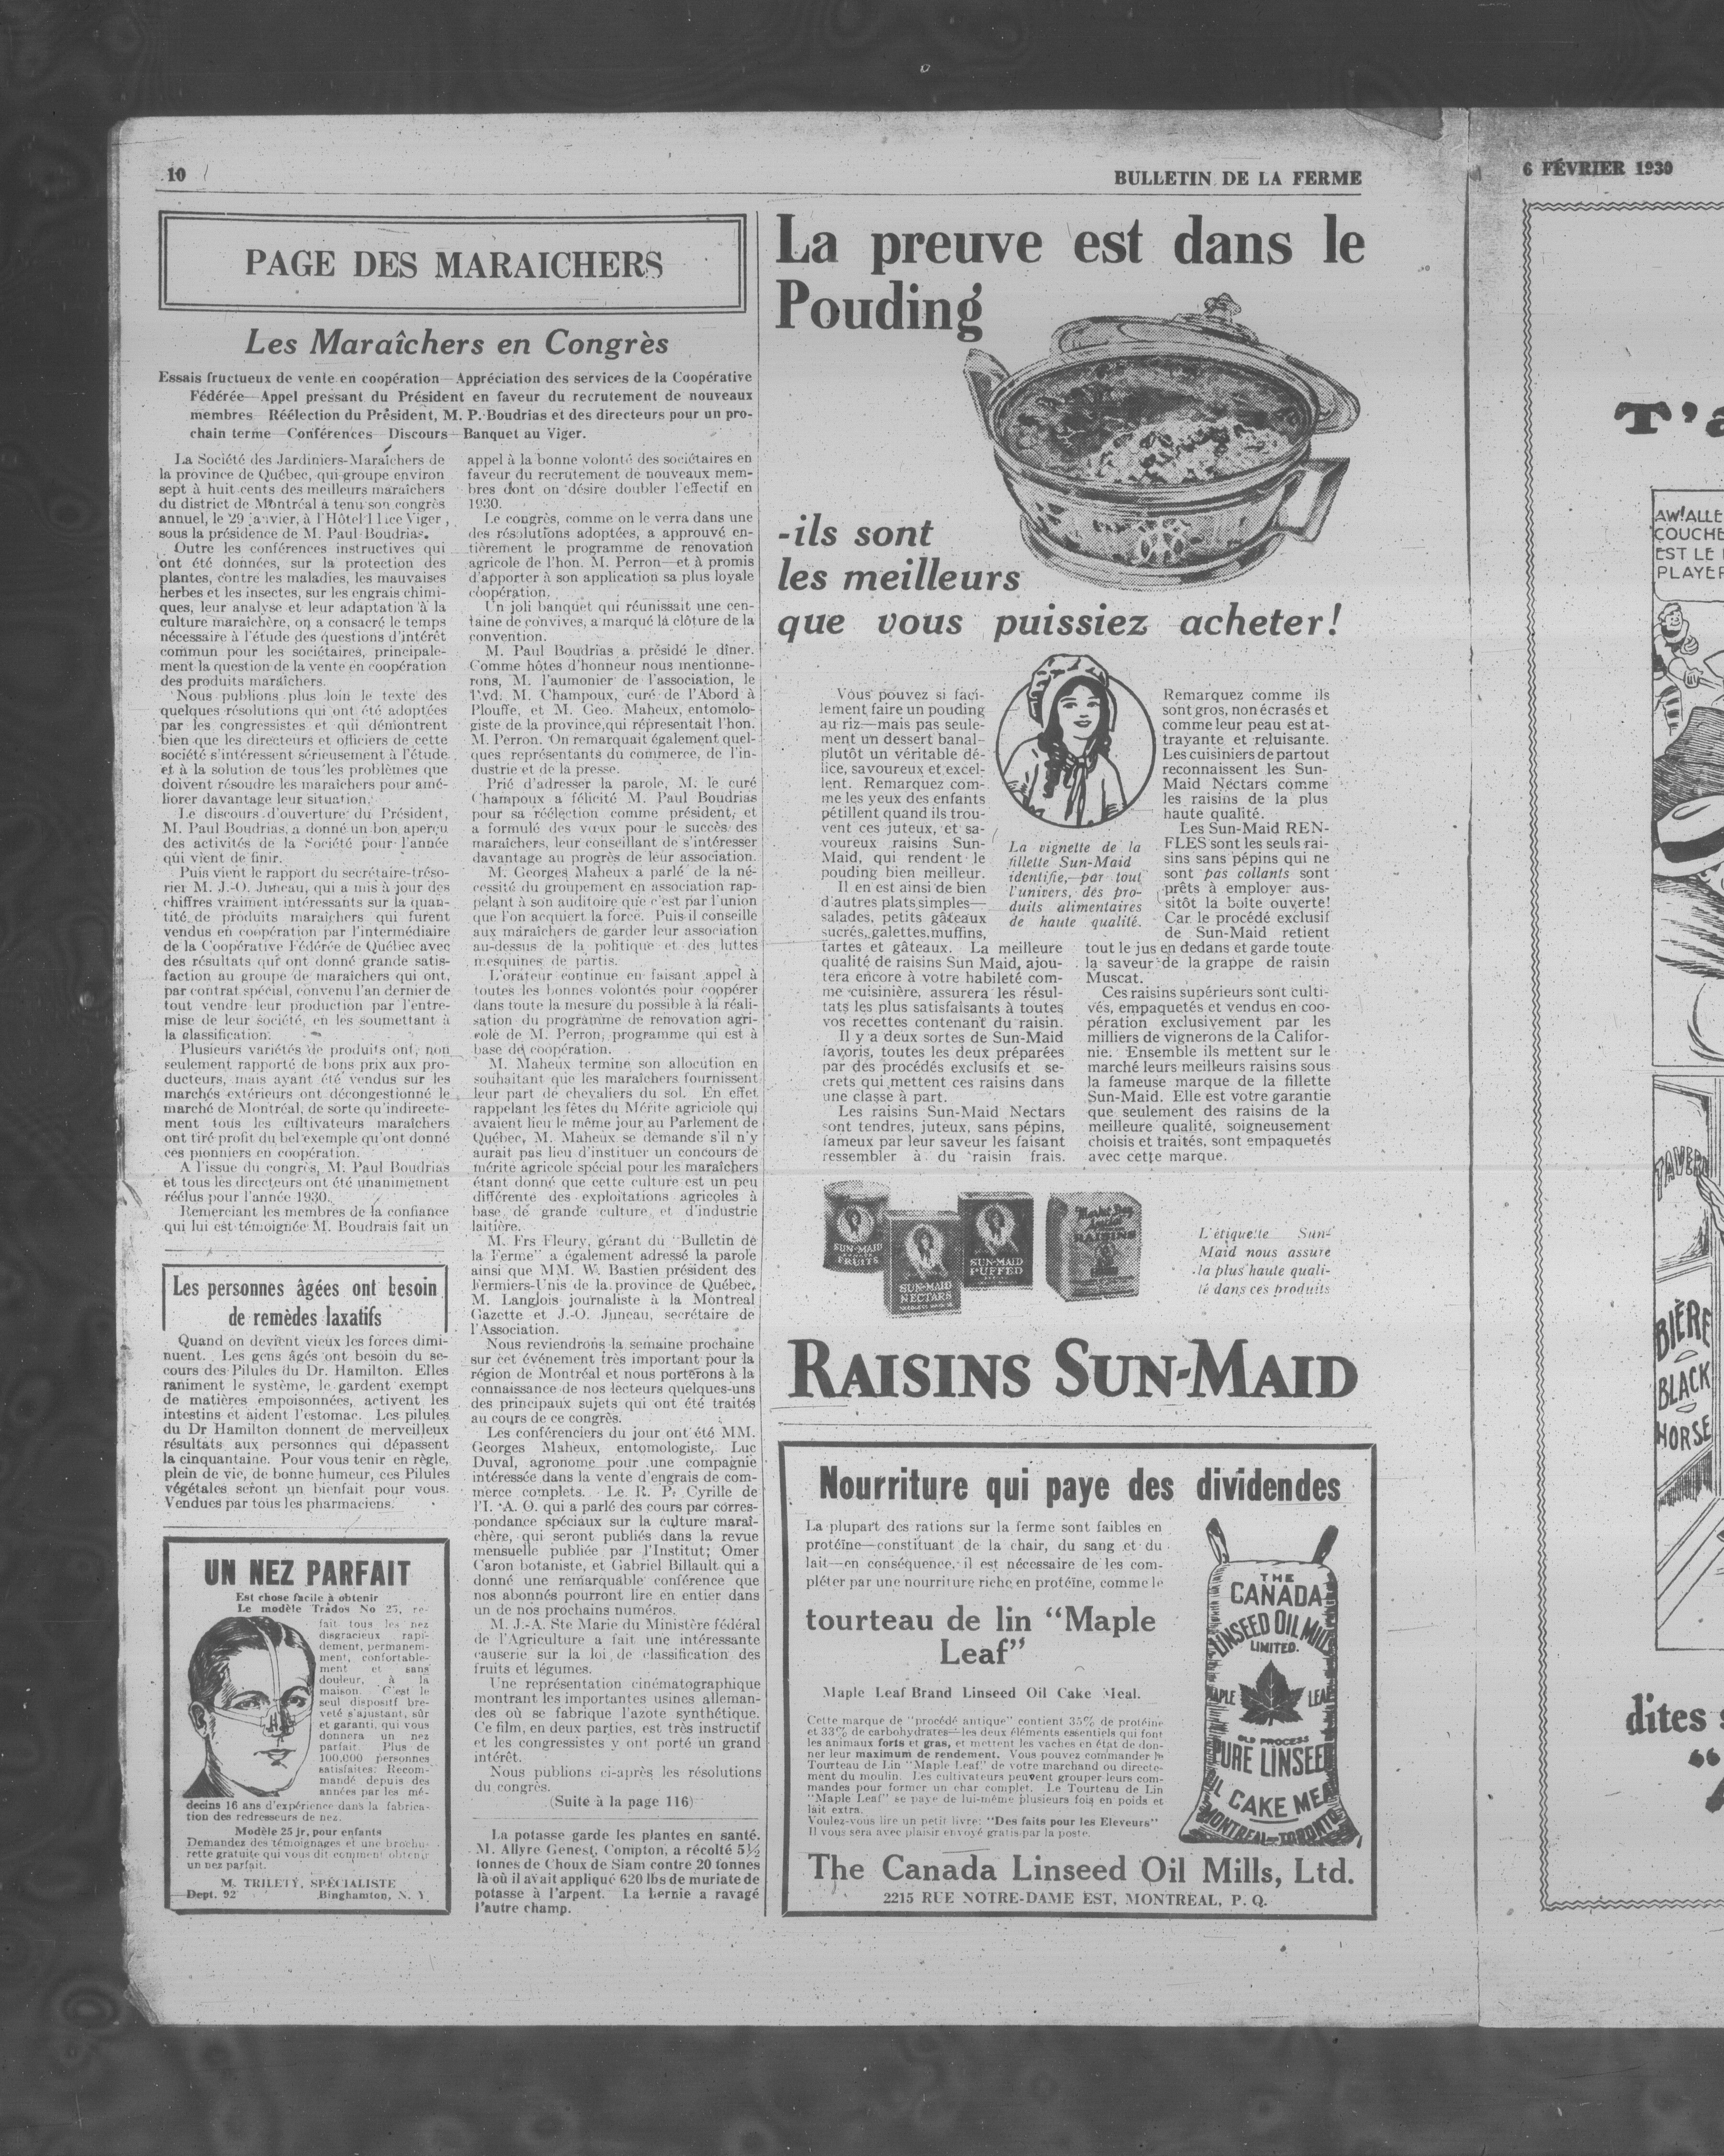 10
BULLETIN DE LA FERME
PAGE DES MARAICHERS
Les Maraîchers en Congrès
Essais fructueux de vente en coopération—Appréciation des services de la Coopérative
Fédérée—Appel pressant du Président en faveur du recrutement de nouveaux
membres—Réélection du Président, M. P. Boudrias et des directeurs pour un pro-
chain terme—Conférences—Discours—Banquet au Viger.
La Société des Jardiniers-Maraîchers de
la province de Québec, qui groupe environ
sept à huit cents des meilleurs maraîchers
du district de Montréal a tenu son congrès
annuel, le 29 janvier, à l'Hôtel Place Viger,
sous la présidence de M. Paul Boudrias.
Outre les conférences instructives qui
ont été données, sur la protection des
plantes, contre les maladies, les mauvaises
herbes et les insectes, sur les engrais chimi-
ques, leur analyse et leur adaptation à la
culture maraîchère, on a consacré le temps
nécessaire à l'étude des questions d'intérêt
commun pour les sociétaires, principale-
ment la question de la vente en coopération
des produits maraîchers.
Nous publions plus loin le texte des
quelques résolutions qui ont été adoptées
par les congressistes et qui démontrent
bien que les directeurs et officiers de cette
société s'intéressent sérieusement à l'étude
et à la solution de tous les problèmes que
doivent résoudre les maraîchers pour amé-
liorer davantage leur situation.
Le discours d'ouverture du Président,
M. Paul Boudrias, a donné un bon aperçu
des activités de la Société pour l'année
qui vient de finir.
Puis vient le rapport du secrétaire-tréso-
rier M. J.-O. Juneau, qui a mis à jour des
chiffres vraiment intéressants sur la quan-
tité de produits maraîchers qui furent
vendus en coopération par l'intermédiaire
de la Coopérative Fédérée de Québec avec
des résultats qui ont donné grande satis-
faction au groupe de maraîchers qui ont,
par contrat spécial, convenu l'an dernier de
tout vendre leur production par l'entre-
mise de leur société, en les soumettant à
la classification.
Plusieurs variétés de produits ont, non
seulement rapporté de bons prix aux pro-
ducteurs, mais ayant été vendus sur les
marchés extérieurs ont décongestionné le
marché de Montréal, de sorte qu'indirecte-
ment tous les cultivateurs maraîchers
ont tiré profit du bel exemple qu'ont donné
ces pionniers en coopération.
A l'issue du congrès, M. Paul Boudrias
et tous les directeurs ont été unanimement
réélus pour l'année 1930.
Remerciant les membres de la confiance
qui lui est témoignée M. Boudrais fait un
appel à la bonne volonté des sociétaires en
faveur du recrutement de nouveaux mem-
bres dont on désire doubler l'effectif en
1930.
Le congrès, comme on le verra dans une
des résolutions adoptées, a approuvé en-
tièrement le programme de renovation
agricole de l'hon. M. Perron—et a promis
d'apporter à son application sa plus loyale
coopération.
Un joli banquet qui réunissait une cen-
taine de convives, a marqué la clôture de la
convention.
M. Paul Boudrias a présidé le dîner.
Comme hôtes d'honneur nous mentionne-
rons, M. l'aumonier de l'association, le
Rvd. M. Champoux, curé de l'Abord à
Plouffe, et M. Geo. Maheux, entomolo-
giste de la province, qui réprésentait l'hon.
M. Perron. On remarquait également quel-
ques représentants du commerce, de l'in-
dustrie et de la presse.
Prié d'adresser la parole, M. le curé
Champoux a félicité M. Paul Boudrias
pour sa réélection comme président, et
a formulé des vœux pour le succès des
maraîchers, leur conseillant de s'intéresser
davantage au progrès de leur association.
M. Georges Maheux a parlé de la né-
cessité du groupement en association rap-
pelant à son auditoire que c'est par l'union
que l'on acquiert la force. Puis il conseille
aux maraîchers de garder leur association
au-dessus de la politique et des luttes
mesquines de partis.
L'orateur continue en faisant appel à
toutes les bonnes volontés pour coopérer
dans toute la mesure du possible à la réali-
sation du programme de renovation agri-
cole de M. Perron, programme qui est à
base de coopération.
M. Maheux termine son allocution en
souhaitant que les maraîchers fournissent
leur part de chevaliers du sol. En effet
rappelant les fêtes du Mérite agriciole qui
avaient lieu le même jour au Parlement de
Québec, M. Maheux se demande s'il n'y
aurait pas lieu d'instituer un concours de
mérite agricole spécial pour les maraîchers
étant donné que cette culture est un peu
différente des exploitations agricoles à
base de grande culture et d'industrie
laitière.
M. Frs Fleury, gérant du "Bulletin de
la Ferme" a également adressé la parole
ainsi que MM. W. Bastien président des
Fermiers-Unis de la province de Québec,
M. Langlois journaliste à la Montreal
Gazette et J.-O. Juneau, secrétaire de
l'Association.
Nous reviendrons la semaine prochaine
sur cet événement très important pour la
région de Montréal et nous porterons à la
connaissance de nos lecteurs quelques-uns
des principaux sujets qui ont été traités
au cours de ce congrès.
Les conférenciers du jour ont été MM.
Georges Maheux, entomologiste, Luc
Duval, agronome pour une compagnie
intéressée dans la vente d'engrais de com-
merce complets. Le R. P. Cyrille de
l'I. A. O. qui a parlé des cours par corres-
pondance spéciaux sur la culture maraî-
chère, qui seront publiés dans la revue
mensuelle publiée par l'Institut; Omer
Caron botaniste, et Gabriel Billault qui a
donné une remarquable conférence que
nos abonnés pourront lire en entier dans
un de nos prochains numéros.
M. J.-A. Ste Marie du Ministère fédéral
de l'Agriculture a fait une intéressante
causerie sur la loi de classification des
fruits et légumes.
Une représentation cinématographique
montrant les importantes usines alleman-
des où se fabrique l'azote synthétique.
Ce film, en deux parties, est très instructif
et les congressistes y ont porté un grand
intérêt.
Nous publions ci-après les résolutions
du congrès.
(Suite à la page 116)
La potasse garde les plantes en santé.
M. Allyre Genest, Compton, a récolté 5½
tonnes de Choux de Siam contre 20 tonnes
là où il avait appliqué 620 lbs de muriate de
potasse à l'arpent. La hernie a ravagé
l'autre champ.
Les personnes âgées ont besoin
de remèdes laxatifs
Quand on devient vieux les forces dimi-
nuent. Les gens âgés ont besoin du se-
cours des Pilules du Dr. Hamilton. Elles
raniment le système, le gardent exempt
de matières empoisonnées, activent les
intestins et aident l'estomac. Les pilules
du Dr Hamilton donnent de merveilleux
résultats aux personnes qui dépassent
la cinquantaine. Pour vous tenir en règle,
plein de vie, de bonne humeur, ces Pilules
végétales seront un bienfait pour vous.
Vendues par tous les pharmaciens.
UN NEZ PARFAIT
Est chose facile à obtenir
Le modèle Trados No 25, re-
fait tous les nez
disgracieux rapi-
dement, permanem-
ment, confortable-
ment et sans
douleur, à la
maison. C'est le
seul dispositf bre-
veté s'ajustant, sûr
et garanti, qui vous
donnera un nez
parfait. Plus de
100,000 personnes
satisfaites. Recom-
mandé depuis des
années par les mé-
decins 16 ans d'expérience dans la fabrica-
tion des redresseurs de nez.
Modèle 25 jr, pour enfants
Demandez des témoignages et une brochu-
rette gratuite qui vous dit comment obtenir
un nez parfait.
M. TRILETY, SPÉCIALISTE
Dept. 92 Binghamton, N. Y.
La preuve est dans le
Pouding
-ils sont
les meilleurs
que vous puissiez acheter!
Vous pouvez si faci-
lement faire un pouding
au riz—mais pas seule-
ment un dessert banal—
plutôt un véritable dé-
lice, savoureux et excel-
lent. Remarquez com-
me les yeux des enfants
pétillent quand ils trou-
vent ces juteux, et sa-
voureux raisins Sun-
Maid, qui rendent le
pouding bien meilleur.
Il en est ainsi de bien
d'autres plats simples—
salades, petits gâteaux
sucrés, galettes, muffins,
tartes et gâteaux. La meilleure
qualité de raisins Sun Maid, ajou-
tera encore à votre habileté com-
me cuisinière, assurera les résul-
tats les plus satisfaisants à toutes
vos recettes contenant du raisin.
Il y a deux sortes de Sun-Maid
favoris, toutes les deux préparées
par des procédés exclusifs et se-
crets qui mettent ces raisins dans
une classe à part.
Les raisins Sun-Maid Nectars
sont tendres, juteux, sans pépins,
fameux par leur saveur les faisant
ressembler à du raisin frais.
La vignette de la
fillette Sun-Maid
identifie, par tout
l'univers, des pro-
duits alimentaires
de haute qualité.
Remarquez comme ils
sont gros, non écrasés et
comme leur peau est at-
trayante et reluisante.
Les cuisiniers de partout
reconnaissent les Sun-
Maid Nectars comme
les raisins de la plus
haute qualité.
Les Sun-Maid REN-
FLES sont les seuls rai-
sins sans pépins qui ne
sont pas collants sont
prêts à employer aus-
sitôt la boîte ouverte!
Car le procédé exclusif
de Sun-Maid retient
tout le jus en dedans et garde toute
la saveur de la grappe de raisin
Muscat.
Ces raisins supérieurs sont culti-
vés, empaquetés et vendus en coo-
pération exclusivement par les
milliers de vignerons de la Califor-
nie. Ensemble ils mettent sur le
marché leurs meilleurs raisins sous
la fameuse marque de la fillette
Sun-Maid. Elle est votre garantie
que seulement des raisins de la
meilleure qualité, soigneusement
choisis et traités, sont empaquetés
avec cette marque.
SUN-MAID
FRUITS
SUN-MAID
NECTARS
SUN-MAID
PUFFED
Market Day
RAISINS
L'étiquette Sun-
Maid nous assure
la plus haute quali-
té dans ces produits
RAISINS SUN-MAID
Nourriture qui paye des dividendes
La plupart des rations sur la ferme sont faibles en
protéine—constituant de la chair, du sang et du
lait—en conséquence, il est nécessaire de les com-
pléter par une nourriture riche en protéine, comme le
tourteau de lin "Maple
Leaf"
Maple Leaf Brand Linseed Oil Cake Meal.
Cette marque de "procédé antique" contient 35% de protéine
et 33% de carbohydrates—les deux éléments essentiels qui font
les animaux forts et gras, et mettent les vaches en état de don-
ner leur maximum de rendement. Vous pouvez commander le
Tourteau de Lin "Maple Leaf" de votre marchand ou directe-
ment du moulin. Les cultivateurs peuvent grouper leurs com-
mandes pour former un char complet. Le Tourteau de Lin
"Maple Leaf" se paye de lui-même plusieurs fois en poids et
lait extra.
Voulez-vous lire un petit livre: "Des faits pour les Eleveurs"
Il vous sera avec plaisir envoyé gratis par la poste.
THE
CANADA
LINSEED OIL MILLS
LIMITED.
MAPLE LEAF
OLD PROCESS
PURE LINSEED
OIL CAKE MEAL
MONTREAL-TORONTO
The Canada Linseed Oil Mills, Ltd.
2215 RUE NOTRE-DAME EST, MONTREAL, P. Q.
6 FÉVRIER 1930
T'a
AW! ALLE
COUCHE
EST LE
PLAYER
TAVER
BIÈRE
BLACK
HORSE
dites